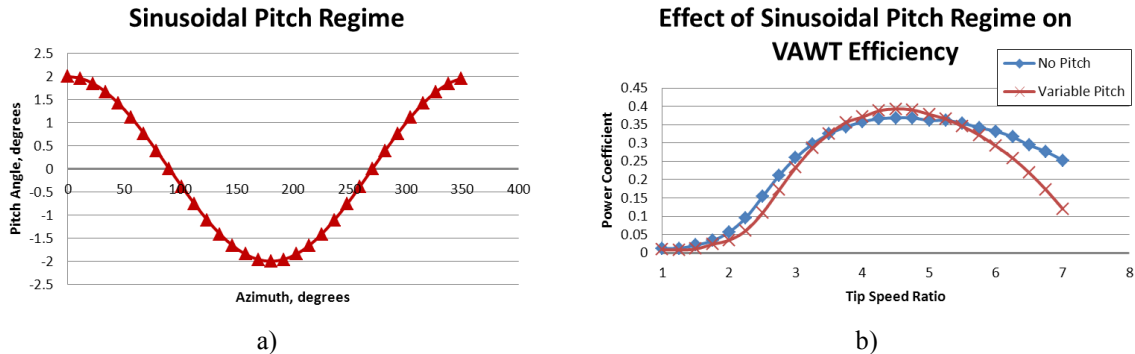 Sinusoidal Pitch Regime
2.5
2
1.5
1
0.5
0
-0.5
-1
-1.5
-2
-2.5
0 50 100 150 200 250 300 350 400
Pitch Angle, degrees
Azimuth, degrees
a)
Effect of Sinusoidal Pitch Regime on
VAWT Efficiency
No Pitch
Variable Pitch
0.45
0.4
0.35
0.3
0.25
0.2
0.15
0.1
0.05
0
1 2 3 4 5 6 7 8
Power Coefficient
Tip Speed Ratio
b)